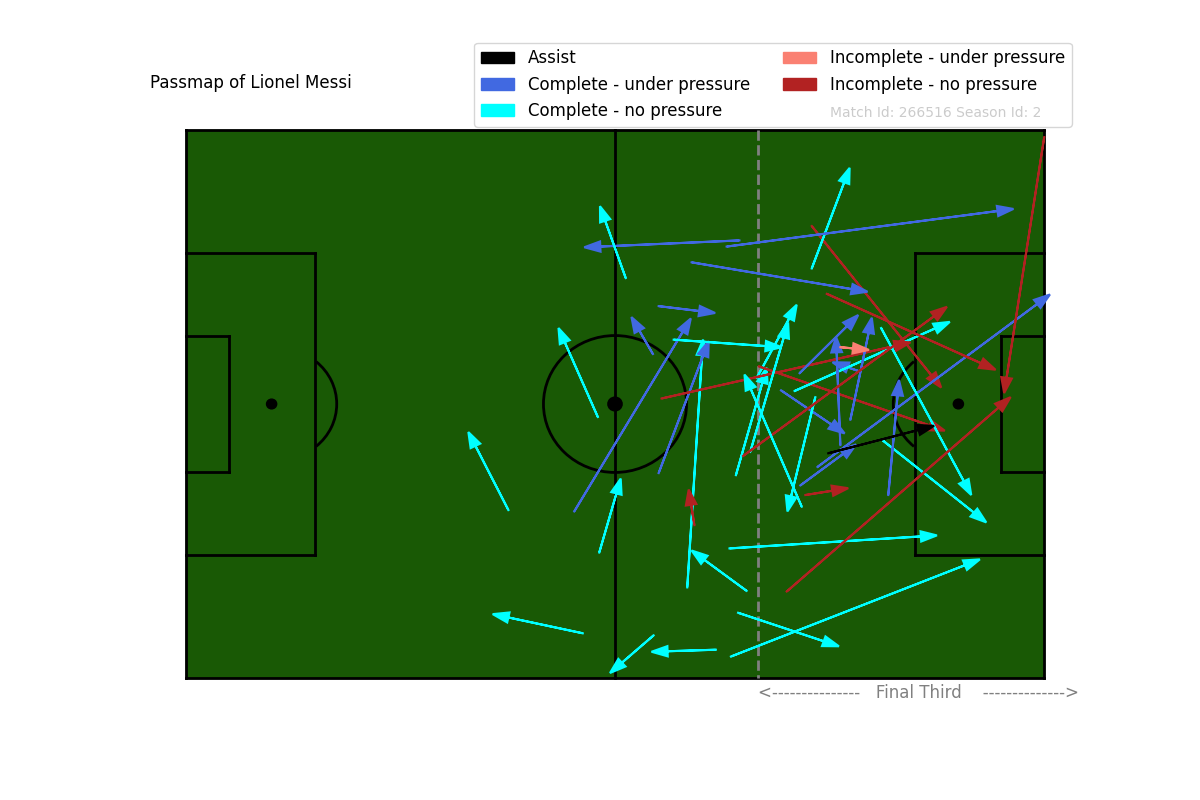 Passmap of Lionel Messi
Assist
Complete - under pressure
Complete - no pressure
Incomplete - under pressure
Incomplete - no pressure
Match Id: 266516 Season Id: 2
<--------------- Final Third -------------->